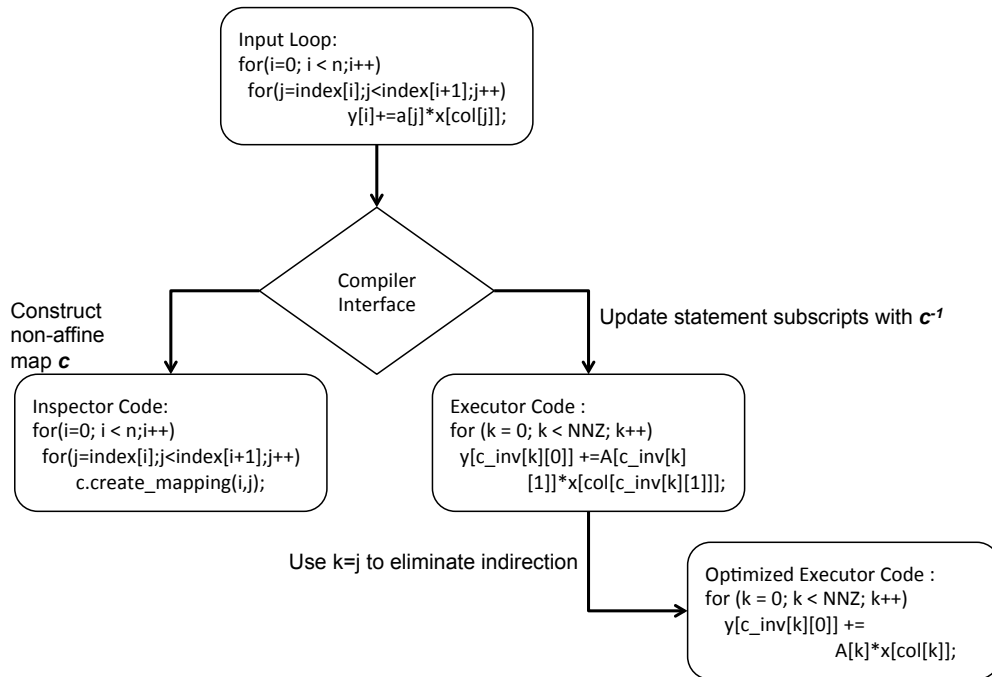 Input Loop:
for(i=0; i < n;i++)
for(j=index[i];j<index[i+1];j++)
y[i]+=a[j]*x[col[j]];
Compiler
Interface
Construct
non-affine
map c
Update statement subscripts with c-1
Inspector Code:
for(i=0; i < n;i++)
for(j=index[i];j<index[i+1];j++)
c.create_mapping(i,j);
Executor Code :
for (k = 0; k < NNZ; k++)
y[c_inv[k][0]] +=A[c_inv[k]
[1]]*x[col[c_inv[k][1]]];
Use k=j to eliminate indirection
Optimized Executor Code :
for (k = 0; k < NNZ; k++)
y[c_inv[k][0]] +=
A[k]*x[col[k]];